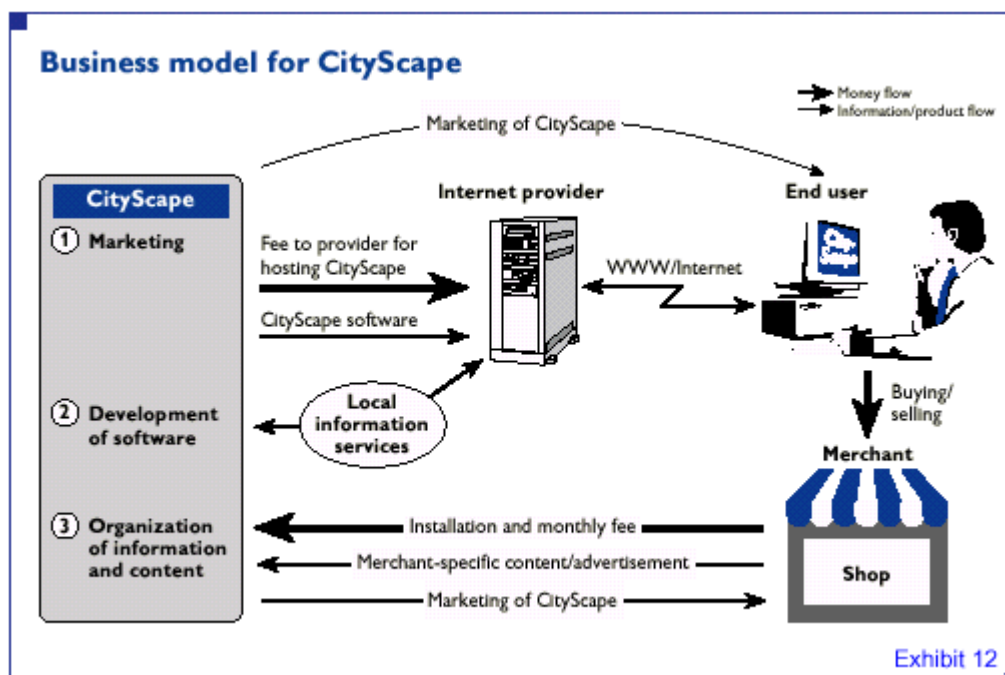 Business model for CityScape
Money flow
Information/product flow
Marketing of CityScape
Internet provider
End user
CityScape
1 Marketing
Fee to provider for
hosting CityScape
WWW/Internet
City
Scape
CityScape software
2 Development
of software
Local
information
services
Buying/
selling
Merchant
3 Organization
of information
and content
Installation and monthly fee
Merchant-specific content/advertisement
Marketing of CityScape
Shop
Exhibit 12